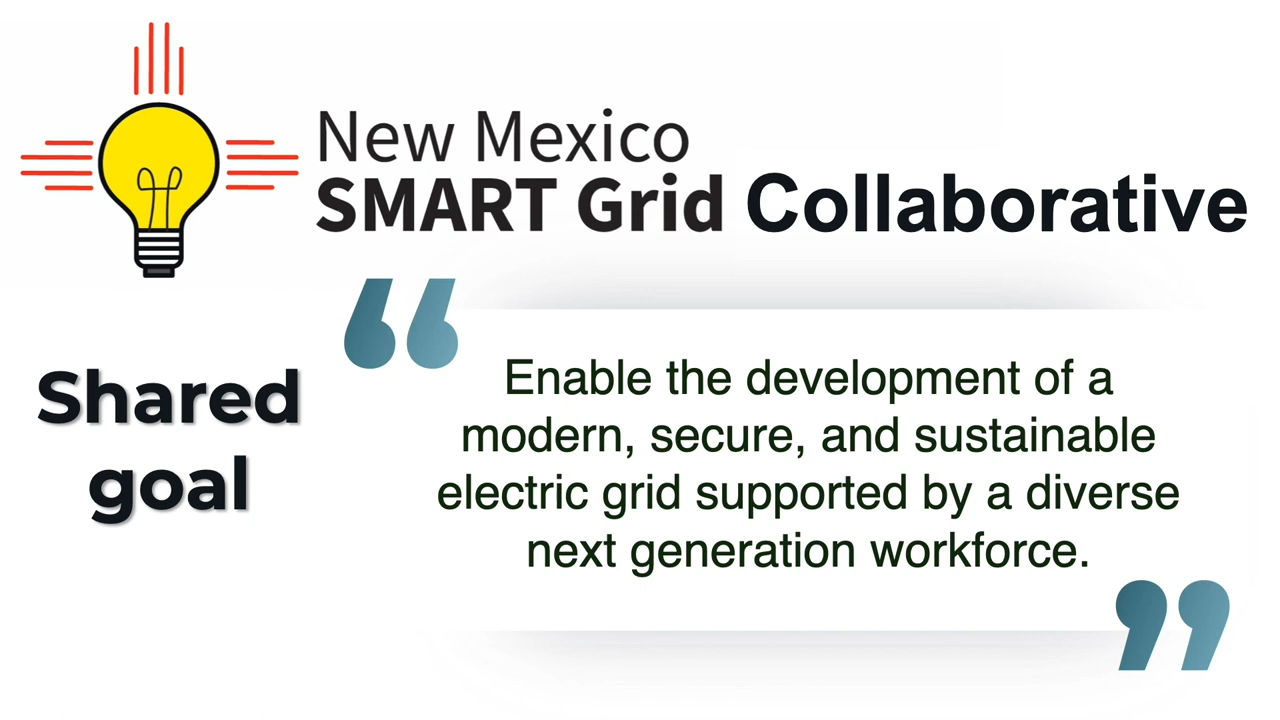 New Mexico
SMART Grid Collaborative
Shared
goal
“
Enable the development of a
modern, secure, and sustainable
electric grid supported by a diverse
next generation workforce.
”